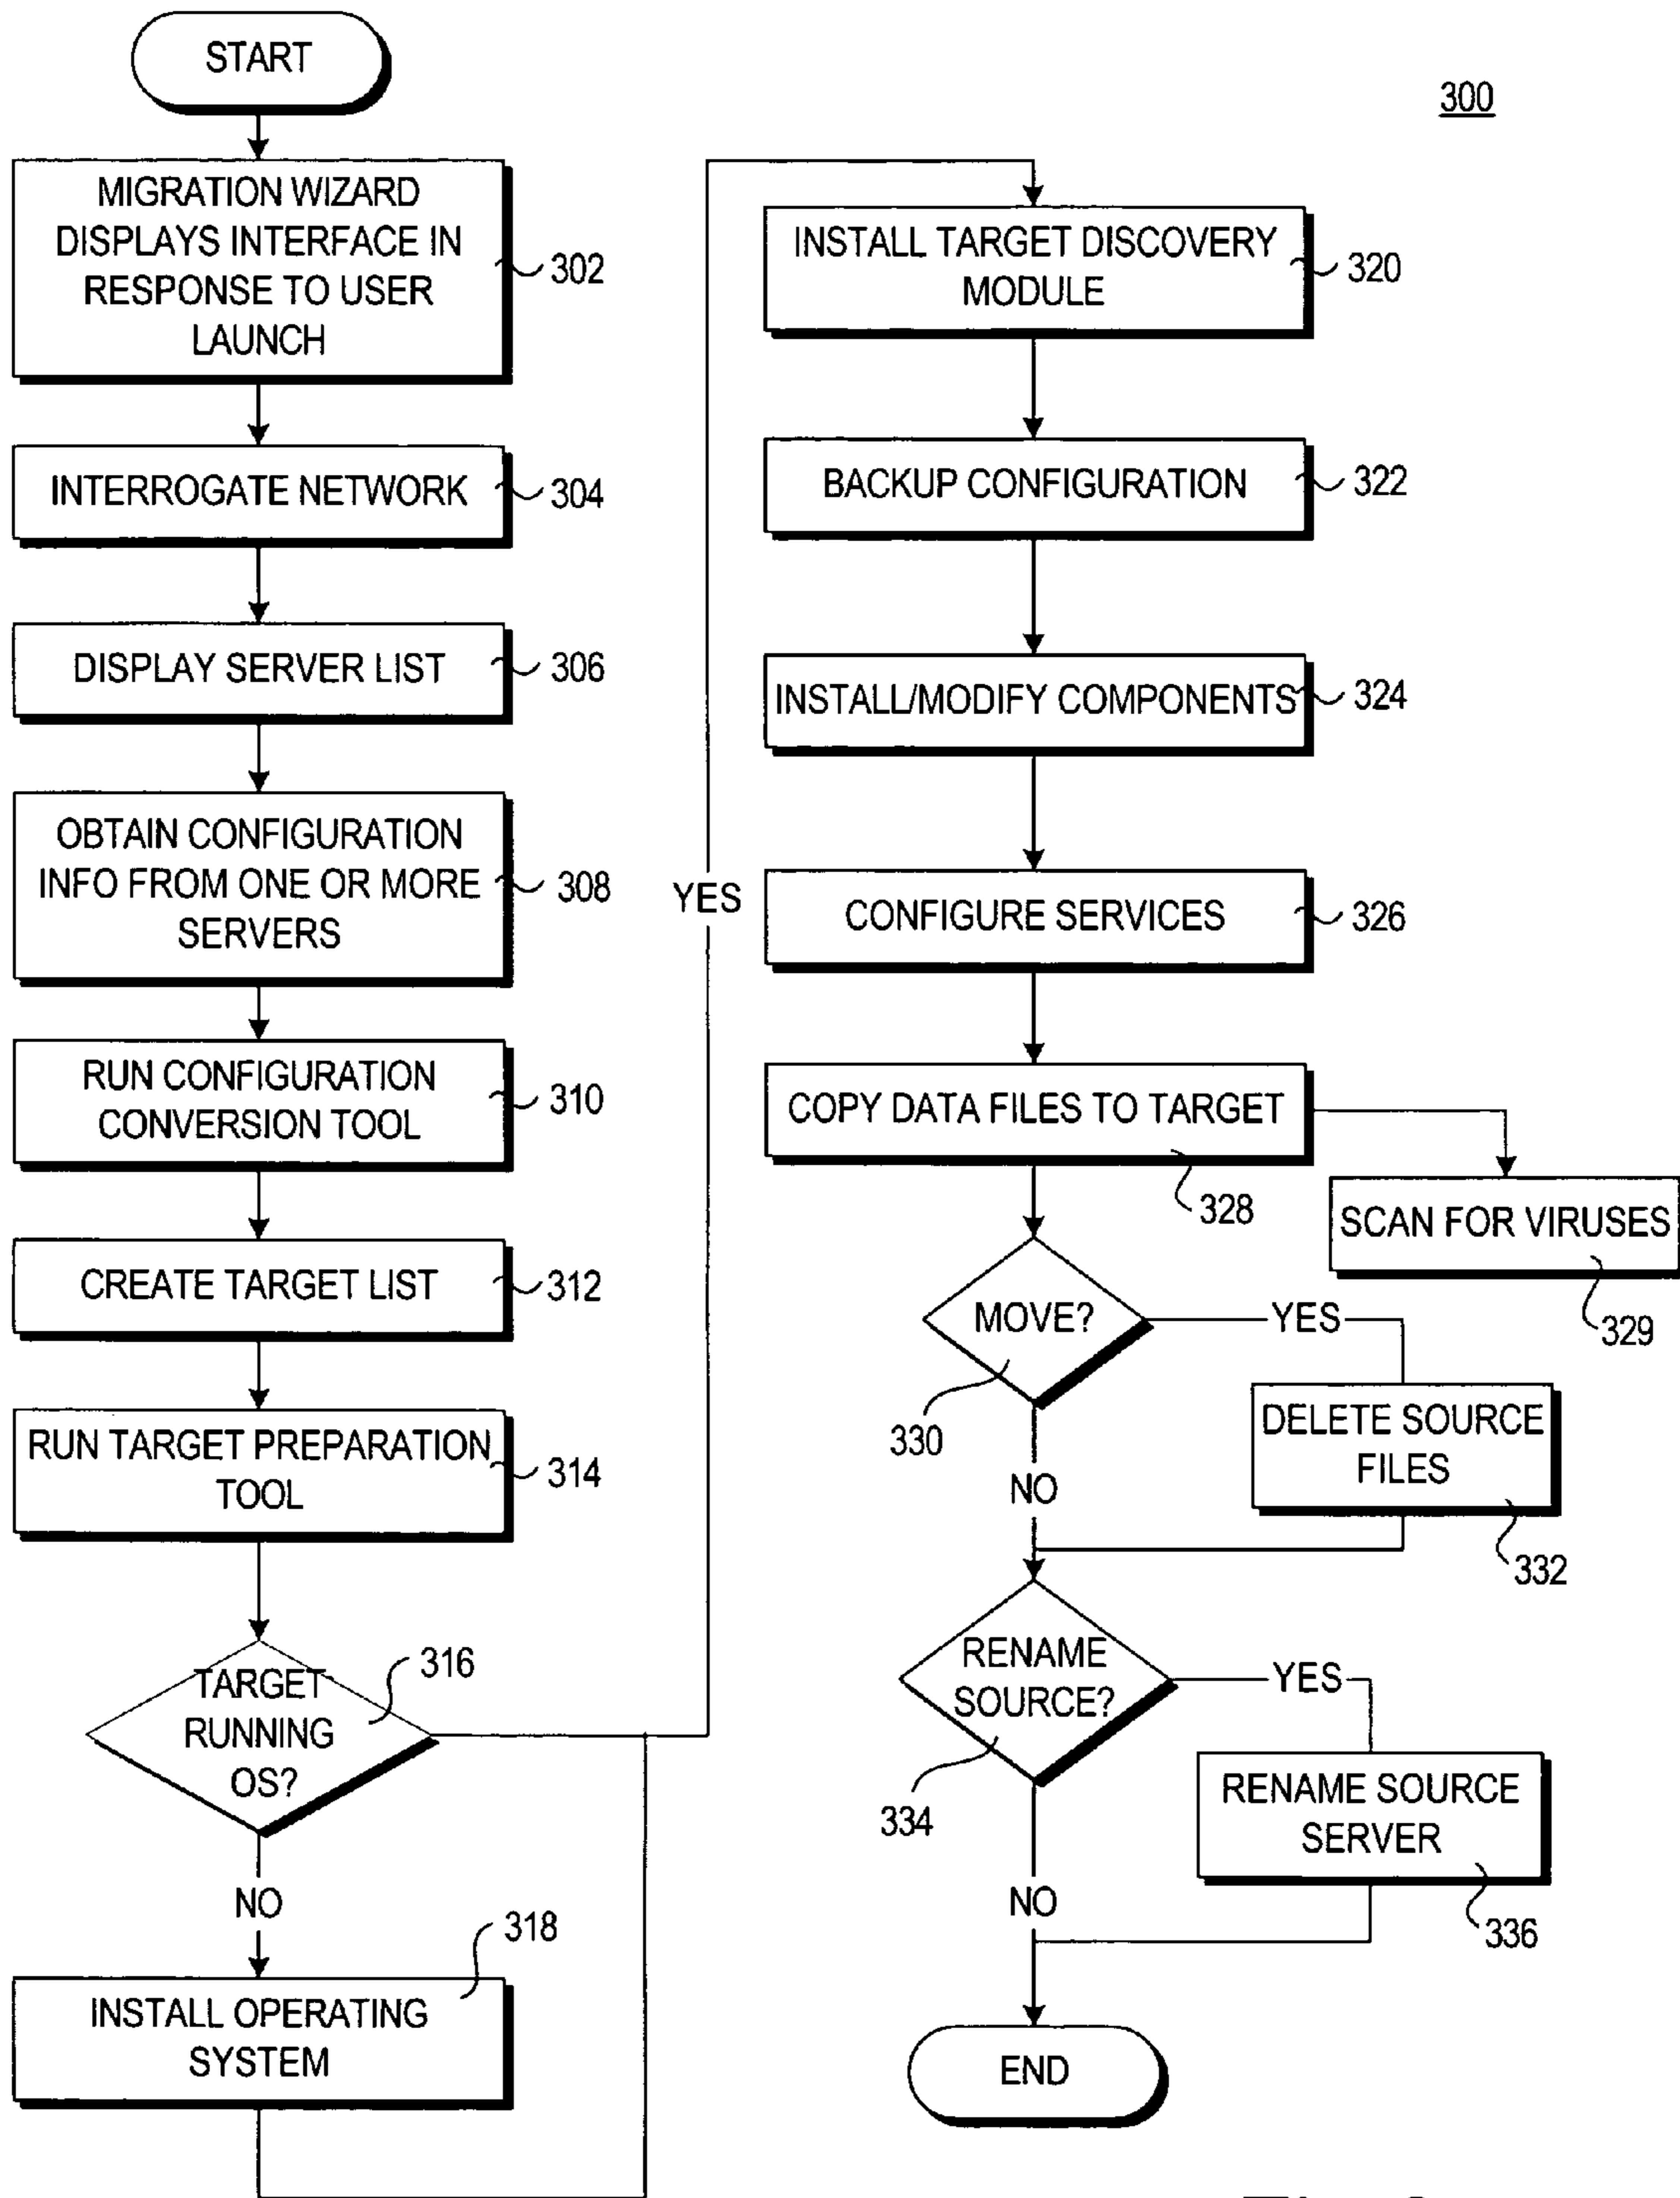 START
MIGRATION WIZARD
DISPLAYS INTERFACE IN
RESPONSE TO USER
LAUNCH
302
INTERROGATE NETWORK
304
DISPLAY SERVER LIST
306
OBTAIN CONFIGURATION
INFO FROM ONE OR MORE
SERVERS
308
RUN CONFIGURATION
CONVERSION TOOL
310
CREATE TARGET LIST
312
RUN TARGET PREPARATION
TOOL
314
TARGET
RUNNING
OS?
316
NO
INSTALL OPERATING
SYSTEM
318
YES
300
INSTALL TARGET DISCOVERY
MODULE
320
BACKUP CONFIGURATION
322
INSTALL/MODIFY COMPONENTS
324
CONFIGURE SERVICES
326
COPY DATA FILES TO TARGET
328
SCAN FOR VIRUSES
329
MOVE?
330
YES
DELETE SOURCE
FILES
332
NO
RENAME
SOURCE?
334
YES
RENAME SOURCE
SERVER
336
NO
END